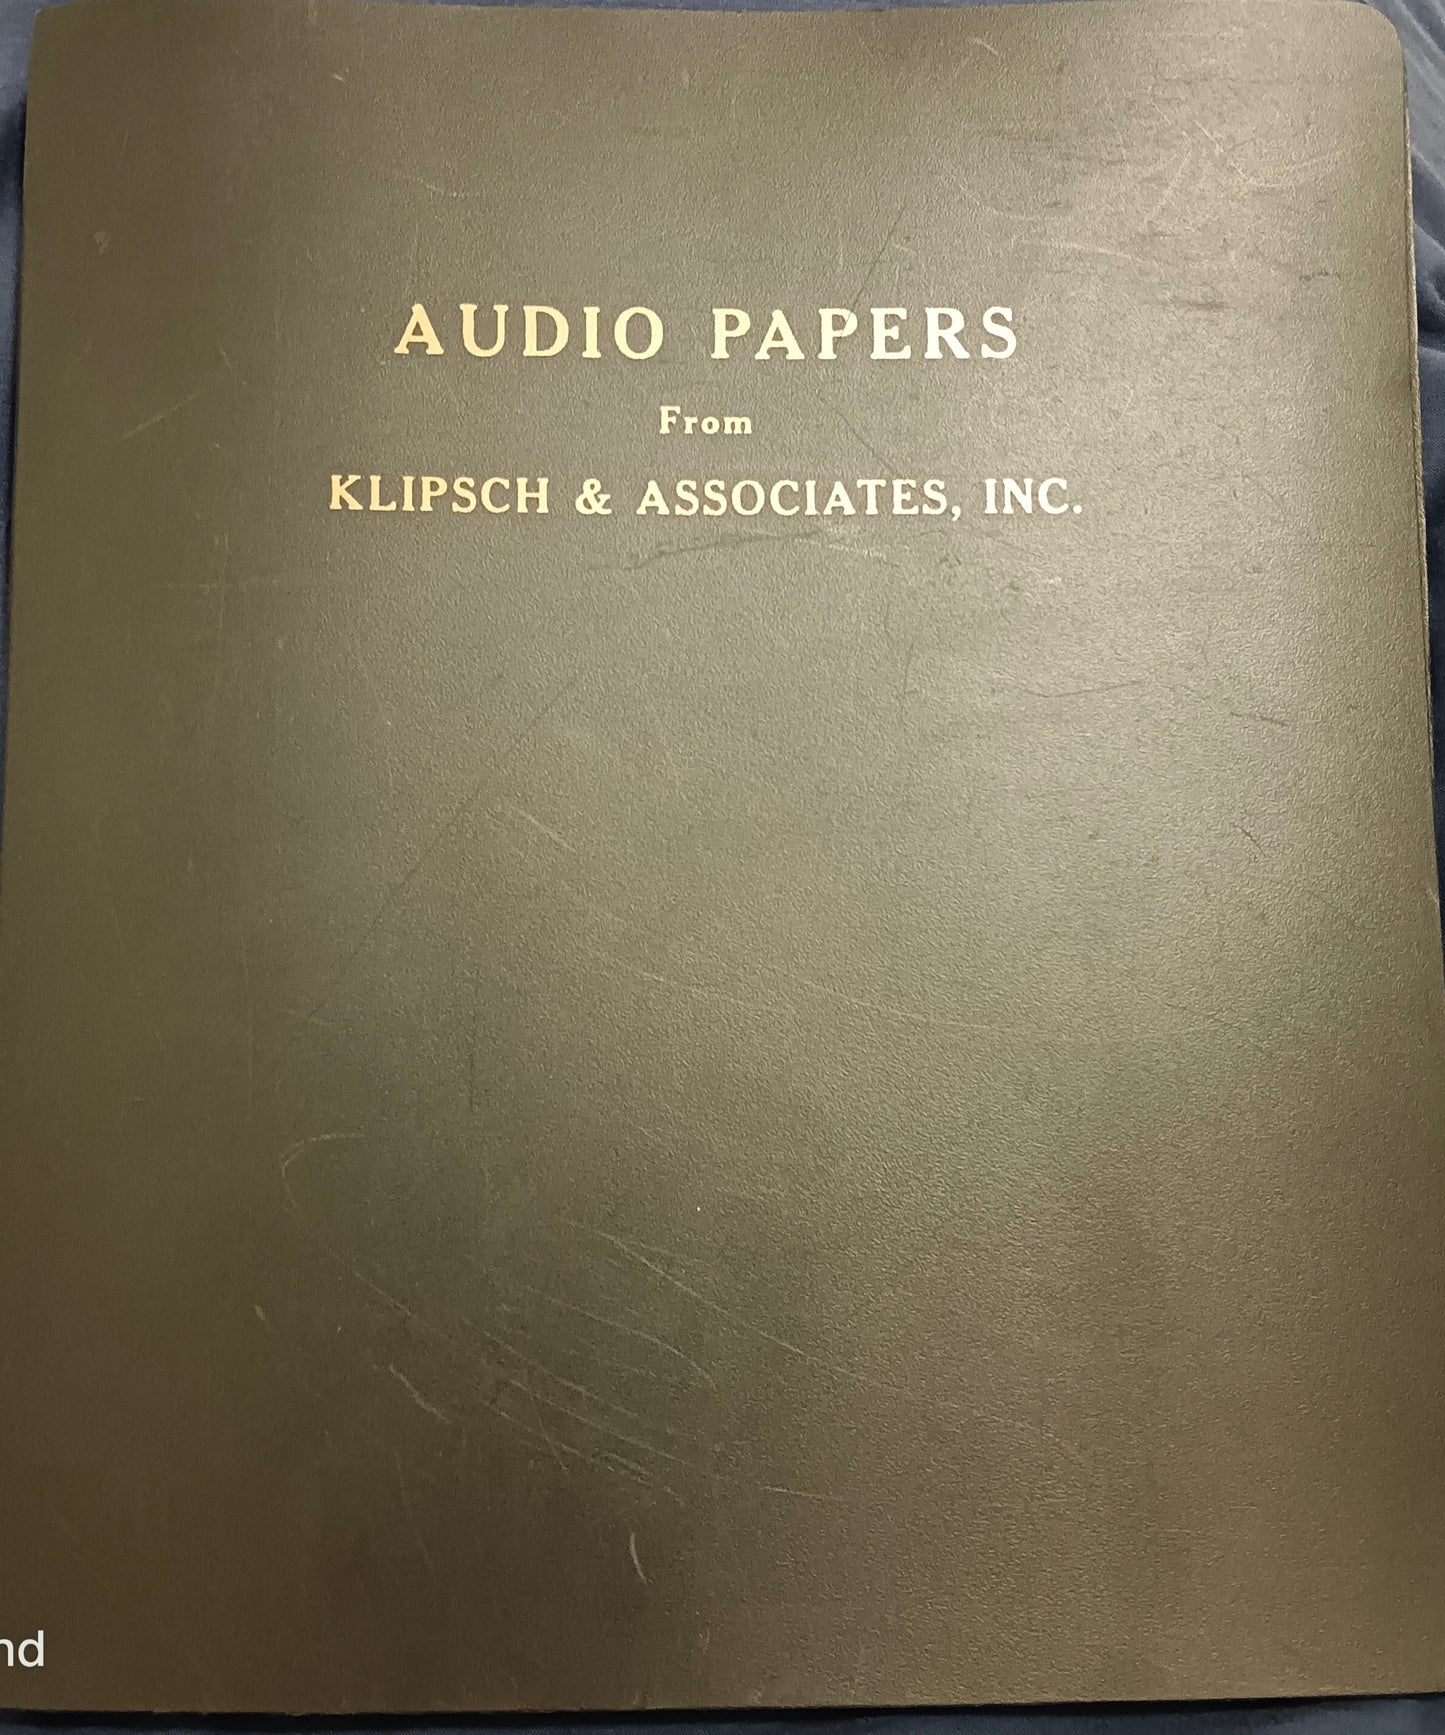 AUDIO PAPERS
From
KLIPSCH & ASSOCIATES, INC.
nd